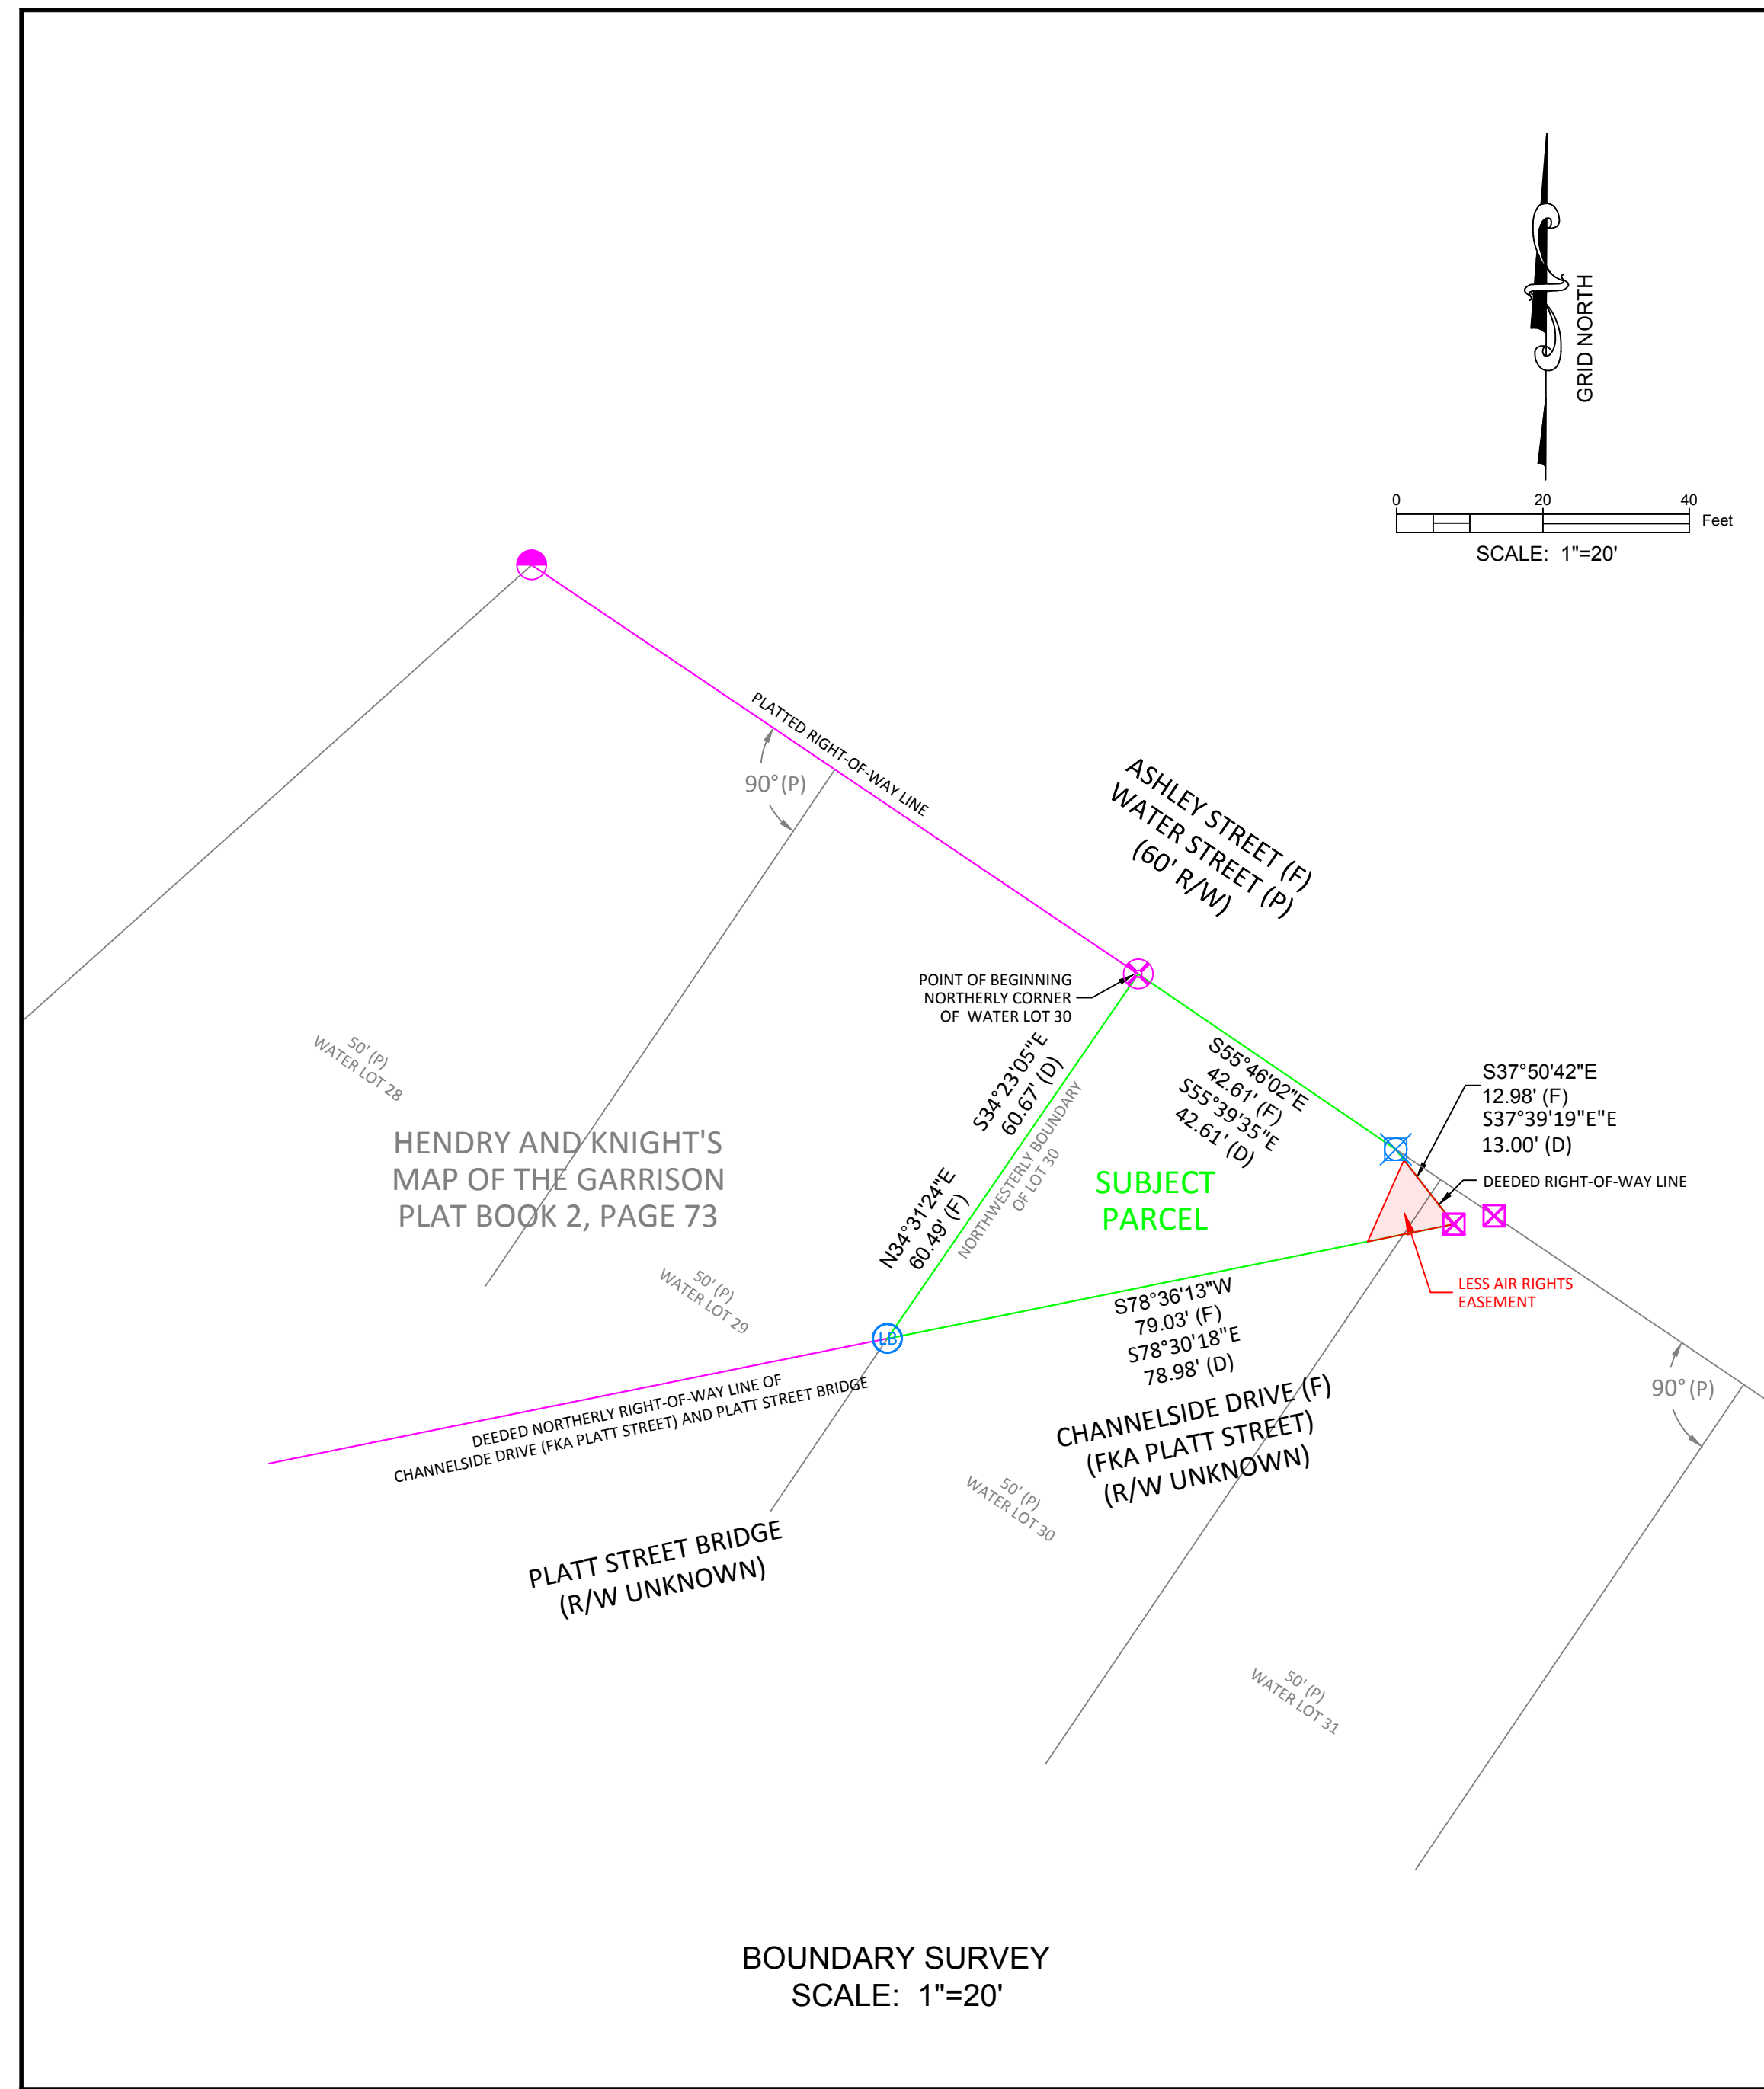 GRID NORTH
0 20 40
Feet
SCALE: 1"=20'
PLATTED RIGHT-OF-WAY LINE
90° (P)
ASHLEY STREET (F)
WATER STREET (P)
(60' R/W)
POINT OF BEGINNING
NORTHERLY CORNER
OF WATER LOT 30
50' (P)
WATER LOT 28
S34°23'05"E
60.67' (D)
S55°46'02"E
42.61' (F)
S55°39'35"E
42.61' (D)
S37°50'42"E
12.98' (F)
S37°39'19"E"E
13.00' (D)
HENDRY AND KNIGHT'S
MAP OF THE GARRISON
PLAT BOOK 2, PAGE 73
N34°31'24"E
60.49' (F)
NORTHWESTERLY BOUNDARY
OF LOT 30
SUBJECT
PARCEL
DEEDED RIGHT-OF-WAY LINE
LESS AIR RIGHTS
EASEMENT
50' (P)
WATER LOT 29
LB
S78°36'13"W
79.03' (F)
S78°30'18"E
78.98' (D)
DEEDED NORTHERLY RIGHT-OF-WAY LINE OF
CHANNELSIDE DRIVE (FKA PLATT STREET) AND PLATT STREET BRIDGE
CHANNELSIDE DRIVE (F)
(FKA PLATT STREET)
(R/W UNKNOWN)
90° (P)
50' (P)
WATER LOT 30
PLATT STREET BRIDGE
(R/W UNKNOWN)
50' (P)
WATER LOT 31
BOUNDARY SURVEY
SCALE: 1"=20'